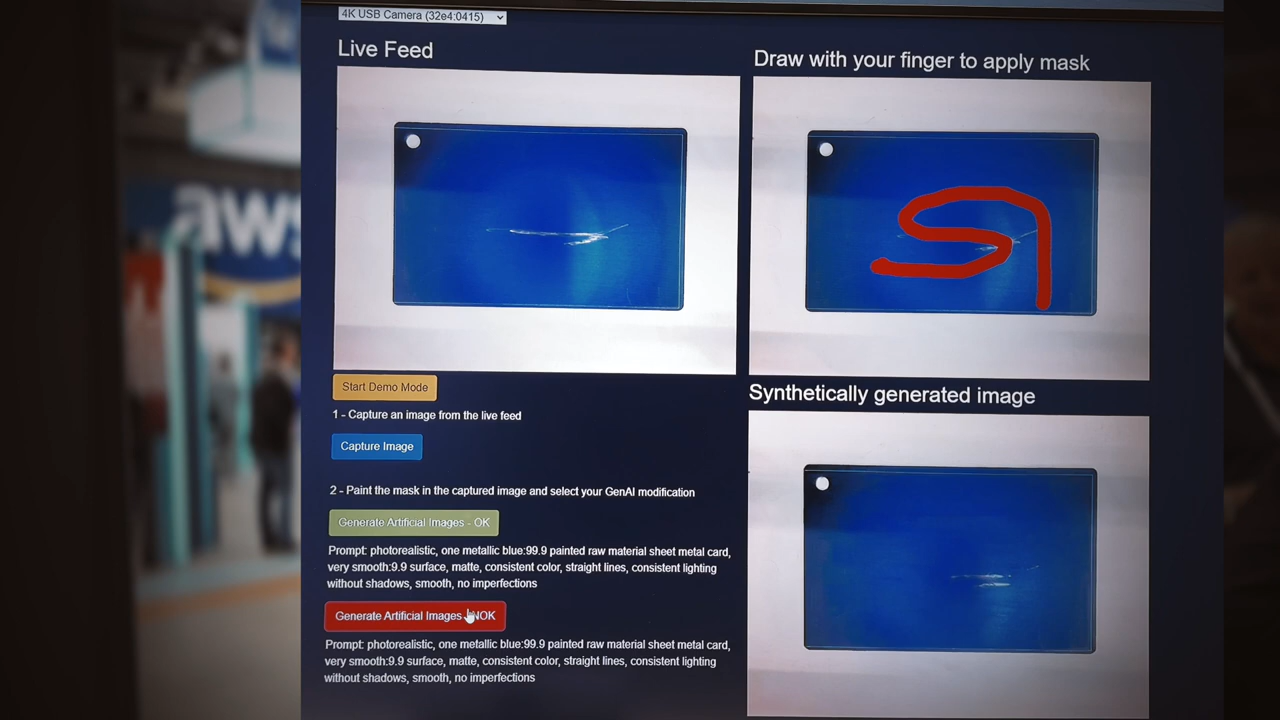 4K USB Camera (32e4:0415)
Live Feed
Draw with your finger to apply mask
Start Demo Mode
1 - Capture an image from the live feed
Capture Image
2 - Paint the mask in the captured image and select your GenAI modification
Generate Artificial Images - OK
Prompt: photorealistic, one metallic blue:99.9 painted raw material sheet metal card,
very smooth:9.9 surface, matte, consistent color, straight lines, consistent lighting
without shadows, smooth, no imperfections
Generate Artificial Images NOK
Prompt: photorealistic, one metallic blue:99.9 painted raw material sheet metal card,
very smooth:9.9 surface, matte, consistent color, straight lines, consistent lighting
without shadows, smooth, no imperfections
Synthetically generated image
aws